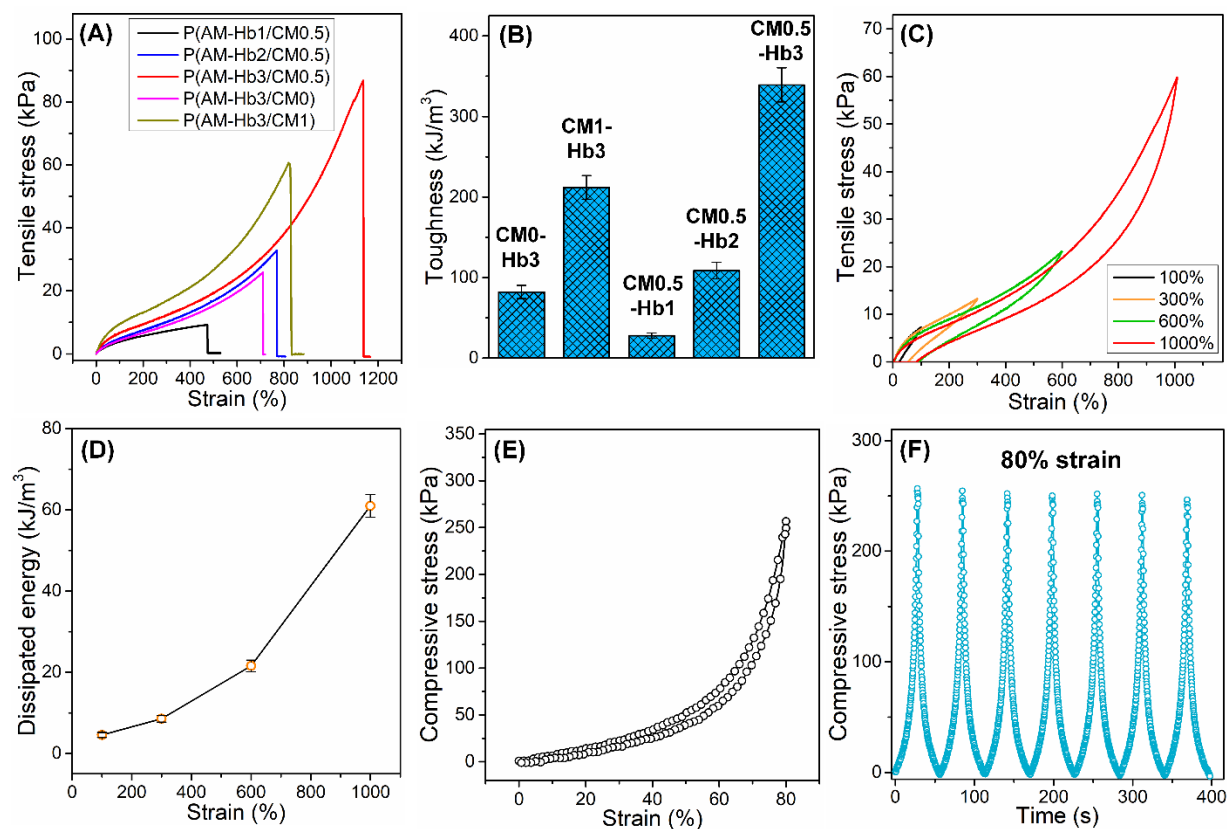 (A)
P(AM-Hb1/CM0.5)
P(AM-Hb2/CM0.5)
P(AM-Hb3/CM0.5)
P(AM-Hb3/CM0)
P(AM-Hb3/CM1)
100
80
60
40
20
0
Tensile stress (kPa)
0 200 400 600 800 1000 1200
Strain (%)
(B)
400
300
200
100
0
Toughness (kJ/m³)
CM0-
Hb3
CM1-
Hb3
CM0.5
-Hb1
CM0.5
-Hb2
CM0.5
-Hb3
(C)
70
60
50
40
30
20
10
0
Tensile stress (kPa)
100%
300%
600%
1000%
0 200 400 600 800 1000
Strain (%)
(D)
80
60
40
20
0
Dissipated energy (kJ/m³)
200 400 600 800 1000
Strain (%)
(E)
350
300
250
200
150
100
50
0
Compressive stress (kPa)
0 20 40 60 80
Strain (%)
(F)
80% strain
300
250
200
150
100
50
0
Compressive stress (kPa)
0 100 200 300 400
Time (s)